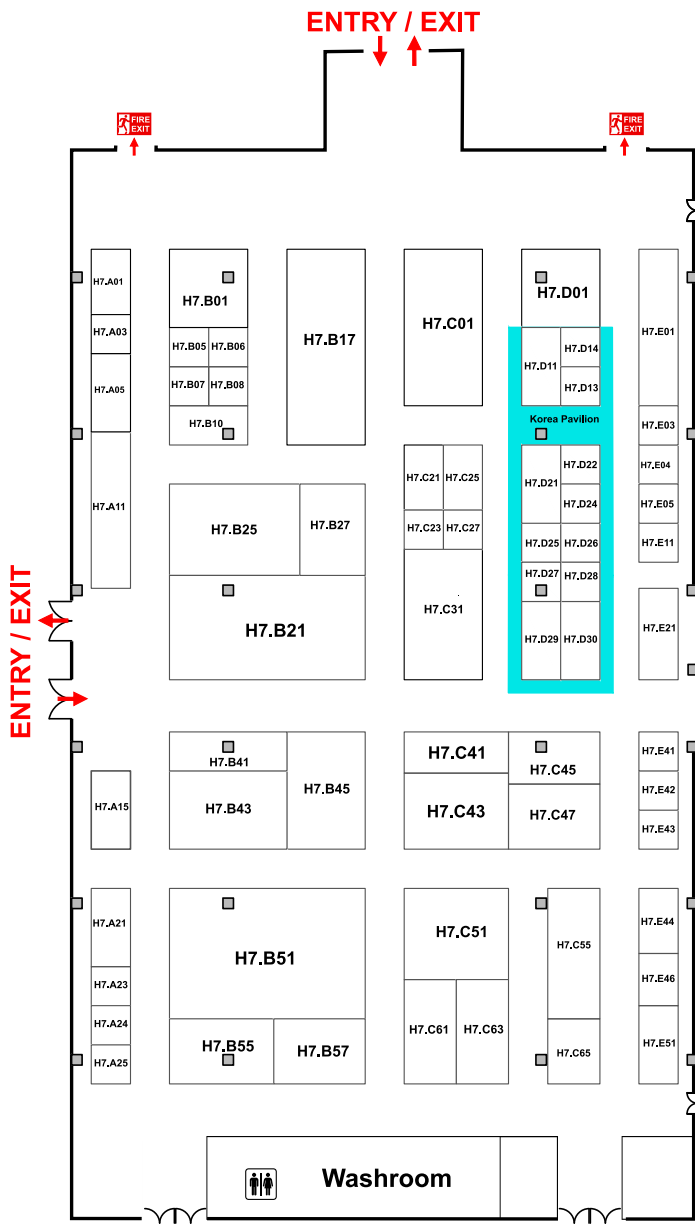 ENTRY / EXIT
FIRE
EXIT
FIRE
EXIT
H7.A01
H7.A03
H7.A05
H7.A11
H7.B01
H7.B05
H7.B06
H7.B07
H7.B08
H7.B10
H7.B17
H7.C01
H7.D01
H7.D11
H7.D14
H7.D13
Korea Pavilion
H7.E01
H7.E03
H7.E04
H7.E05
H7.E11
H7.B25
H7.B27
H7.B21
H7.C21
H7.C25
H7.C23
H7.C27
H7.C31
H7.D21
H7.D22
H7.D24
H7.D25
H7.D26
H7.D27
H7.D28
H7.D29
H7.D30
H7.E21
ENTRY / EXIT
H7.A15
H7.B41
H7.B43
H7.B45
H7.C41
H7.C43
H7.C45
H7.C47
H7.E41
H7.E42
H7.E43
H7.A21
H7.A23
H7.A24
H7.A25
H7.B51
H7.B55
H7.B57
H7.C51
H7.C61
H7.C63
H7.C55
H7.C65
H7.E44
H7.E46
H7.E51
Washroom